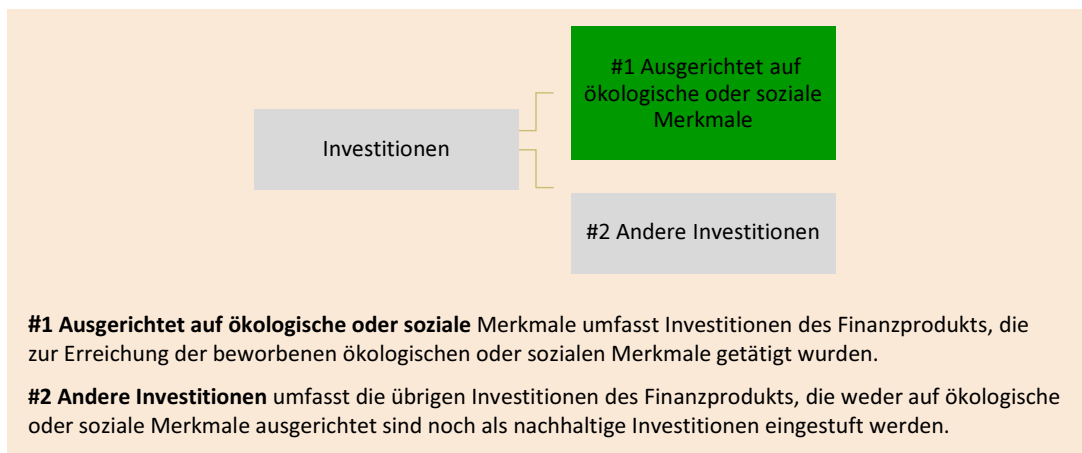 #1 Ausgerichtet auf
ökologische oder soziale
Merkmale
Investitionen
#2 Andere Investitionen
#1 Ausgerichtet auf ökologische oder soziale Merkmale umfasst Investitionen des Finanzprodukts, die
zur Erreichung der beworbenen ökologischen oder sozialen Merkmale getätigt wurden.
#2 Andere Investitionen umfasst die übrigen Investitionen des Finanzprodukts, die weder auf ökologische
oder soziale Merkmale ausgerichtet sind noch als nachhaltige Investitionen eingestuft werden.